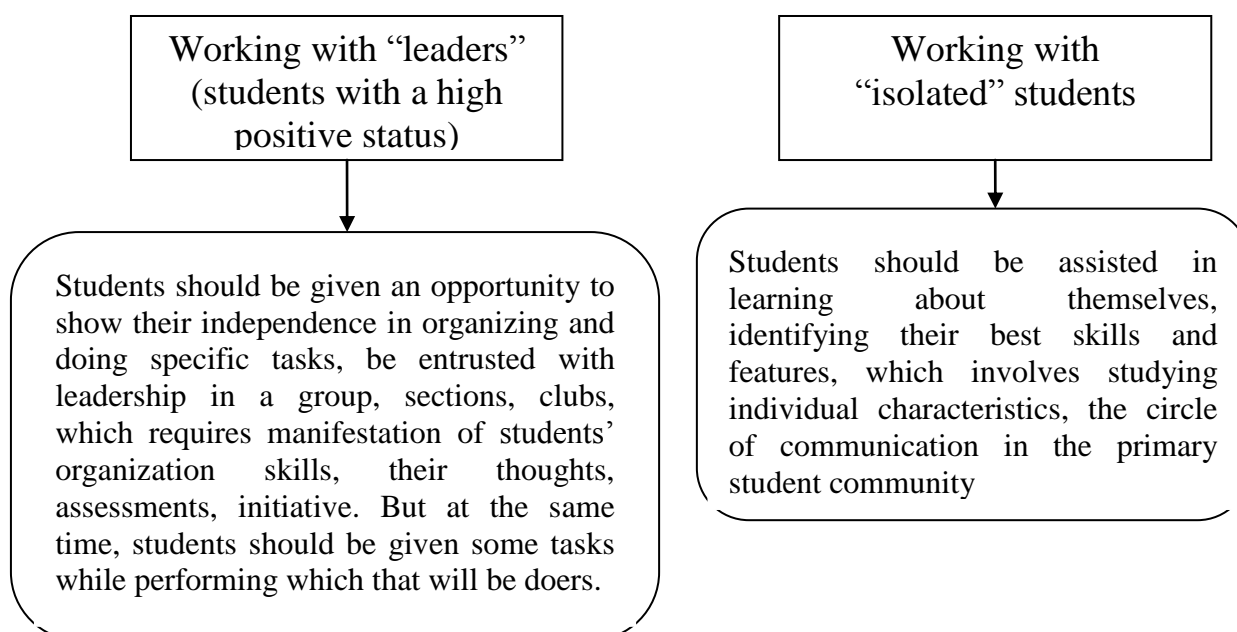 Working with “leaders”
(students with a high
positive status)
Working with
“isolated” students
Students should be given an opportunity to
show their independence in organizing and
doing specific tasks, be entrusted with
leadership in a group, sections, clubs,
which requires manifestation of students’
organization skills, their thoughts,
assessments, initiative. But at the same
time, students should be given some tasks
while performing which that will be doers.
Students should be assisted in
learning about themselves,
identifying their best skills and
features, which involves studying
individual characteristics, the circle
of communication in the primary
student community